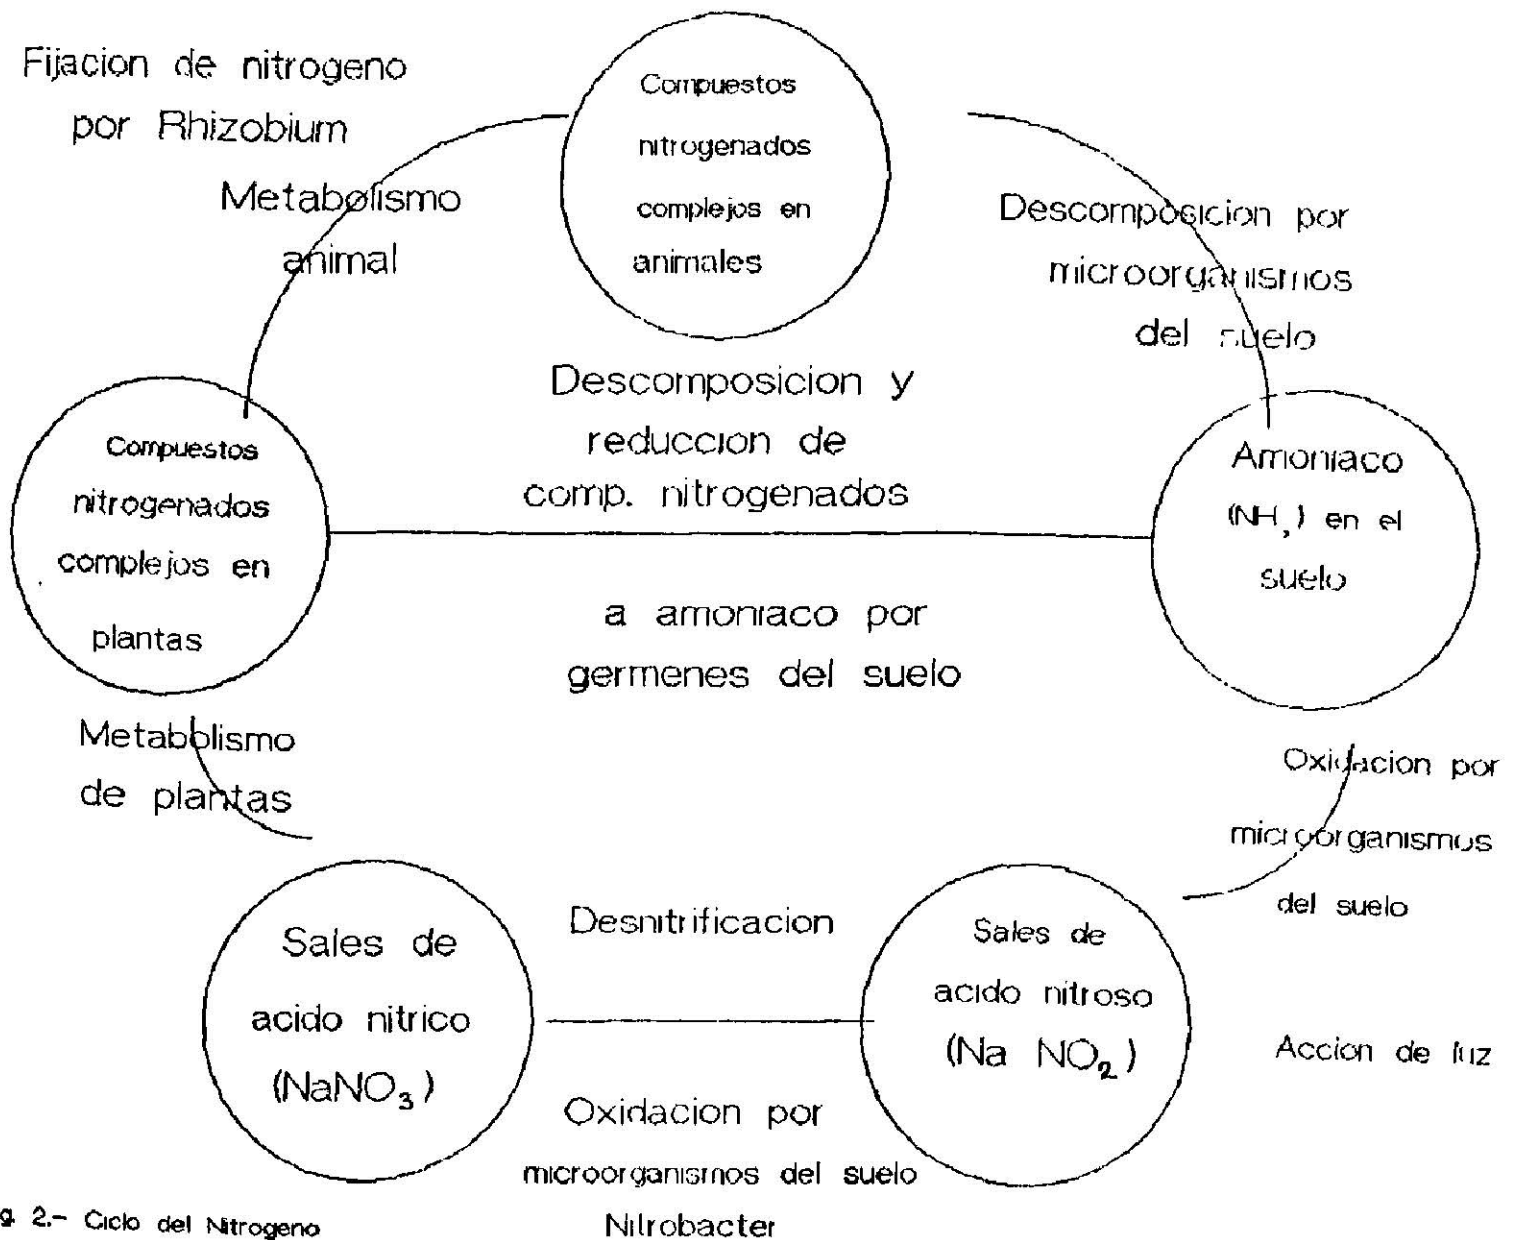 Fijacion de nitrogeno
por Rhizobium
Metabolismo
animal
Compuestos
nitrogenados
complejos en
animales
Descomposicion por
microorganismos
del suelo
Descomposicion y
reduccion de
comp. nitrogenados
a amoniaco por
germenes del suelo
Compuestos
nitrogenados
complejos en
plantas
Amoniaco
(NH₃) en el
suelo
Metabolismo
de plantas
Oxidacion por
microorganismos
del suelo
Sales de
acido nitrico
(NaNO₃)
Desnitrificacion
Sales de
acido nitroso
(Na NO₂)
Accion de luz
Oxidacion por
microorganismos del suelo
Nitrobacter
g 2.- Ciclo del Nitrogeno